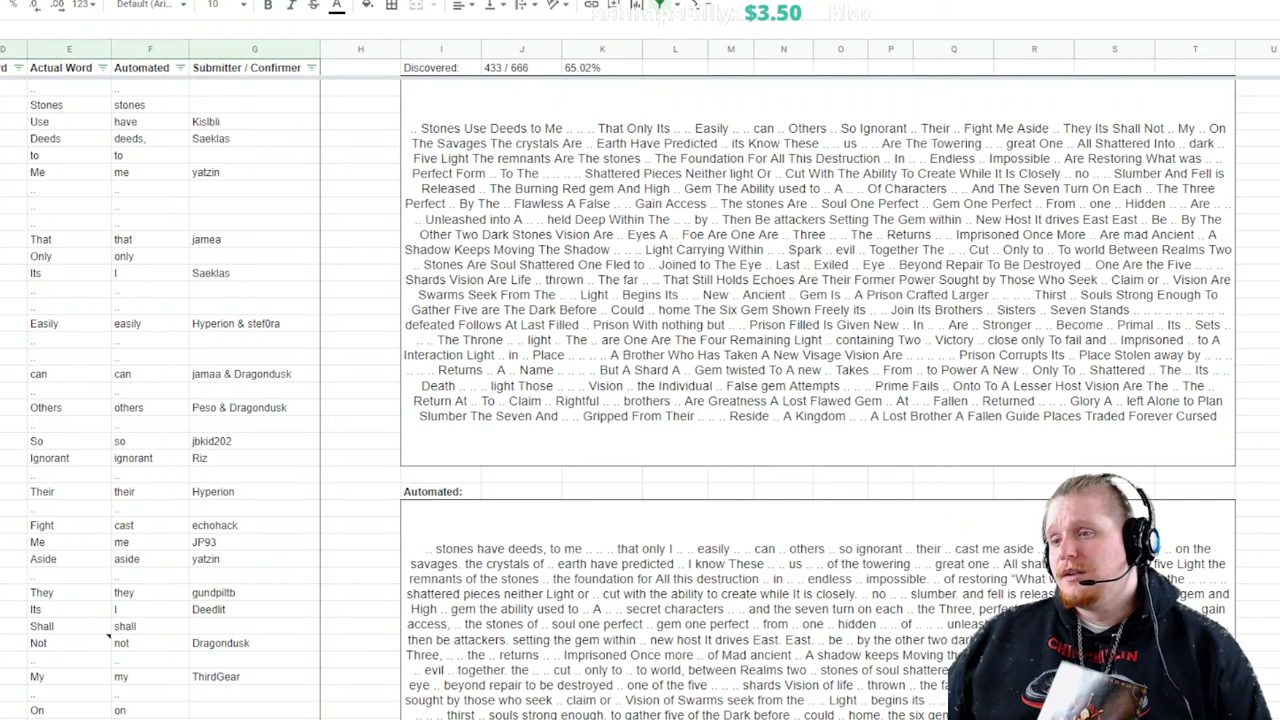 schnapsbilly: $3.50
123 Default (Ari... 10 B I S A
D E F G H I J K L M N O P Q R S T U
Actual Word Automated Submitter / Confirmer Discovered: 433 / 666 65.02%
.. ..
Stones stones
Use have Kislbli
Deeds deeds, Saeklas
to to
Me me yatzin
.. ..
.. ..
.. ..
That that jamea
Only only
Its I Saeklas
.. ..
.. ..
Easily easily Hyperion & stef0ra
.. ..
.. ..
can can jamaa & Dragondusk
.. ..
Others others Peso & Dragondusk
.. ..
So so jbkid202
Ignorant ignorant Riz
.. ..
Their their Hyperion
.. ..
Fight cast echohack
Me me JP93
Aside aside yatzin
.. ..
They they gundpiltb
Its I Deedlit
Shall shall
Not not Dragondusk
.. ..
My my ThirdGear
.. ..
On on
.. Stones Use Deeds to Me .. .. .. That Only Its .. .. Easily .. .. can .. Others .. So Ignorant .. Their .. Fight Me Aside .. They Its Shall Not .. My .. On
The Savages The crystals Are .. Earth Have Predicted .. its Know These .. .. us .. Are The Towering .. .. great One .. All Shattered Into .. dark ..
Five Light The remnants Are The stones .. The Foundation For All This Destruction .. In .. Endless .. Impossible .. Are Restoring What was .. ..
Perfect Form .. To The .. .. .. Shattered Pieces Neither light Or .. Cut With The Ability To Create While It Is Closely .. no .. Slumber And Fell is
Released .. The Burning Red gem And High .. Gem The Ability used to .. A .. .. Of Characters .. .. And The Seven Turn On Each .. The Three
Perfect .. By The .. Flawless A False .. .. Gain Access .. The stones Are .. Soul One Perfect .. Gem One Perfect .. From .. one .. Hidden .. .. Are ..
.. Unleashed into A .. .. held Deep Within The .. .. by .. Then Be attackers Setting The Gem within .. New Host It drives East East .. Be .. By The
Other Two Dark Stones Vision Are .. Eyes A .. Foe Are One Are .. Three .. .. The .. Returns .. Imprisoned Once More .. Are mad Ancient .. A
Shadow Keeps Moving The Shadow .. .. .. Light Carrying Within .. Spark .. evil .. Together The .. .. Cut .. Only to .. To world Between Realms Two
.. Stones Are Soul Shattered One Fled to .. Joined to The Eye .. Last .. Exiled .. Eye .. Beyond Repair To Be Destroyed .. One Are the Five .. ..
Shards Vision Are Life .. thrown .. The far .. .. That Still Holds Echoes Are Their Former Power Sought by Those Who Seek .. Claim or .. Vision Are
Swarms Seek From The .. .. Light .. Begins Its .. New .. Ancient .. Gem Is .. A Prison Crafted Larger .. .. .. Thirst .. Souls Strong Enough To
Gather Five are The Dark Before .. Could .. home The Six Gem Shown Freely its .. .. Join Its Brothers .. Sisters .. Seven Stands .. .. .. .. .. ..
defeated Follows At Last Filled .. Prison With nothing but .. .. Prison Filled Is Given New .. In .. .. Are .. Stronger .. Become .. Primal .. Its .. Sets ..
.. The Throne .. .. light .. The .. are One Are The Four Remaining Light .. containing Two .. Victory .. close only To fail and .. Imprisoned .. to A
Interaction Light .. in .. Place .. .. .. A Brother Who Has Taken A New Visage Vision Are .. .. .. .. Prison Corrupts Its .. Place Stolen away by .. ..
.. .. .. Returns .. A .. Name .. .. But A Shard A .. Gem twisted To A new .. Takes .. From .. to Power A New .. Only To .. Shattered .. The .. Its ..
Death .. .. light Those .. .. Vision .. the Individual .. False gem Attempts .. .. Prime Fails .. Onto To A Lesser Host Vision Are The .. The ..
Return At .. To .. Claim .. Rightful .. .. brothers .. Are Greatness A Lost Flawed Gem .. At .. Fallen .. Returned .. .. Glory A .. left Alone to Plan
Slumber The Seven And .. .. Gripped From Their .. .. .. Reside .. A Kingdom .. .. A Lost Brother A Fallen Guide Places Traded Forever Cursed
Automated:
.. stones have deeds, to me .. .. .. that only I .. .. easily .. .. can .. others .. so ignorant .. their .. cast me aside on the
savages. the crystals of .. earth have predicted .. I know These .. .. us .. of the towering .. .. great one .. All sha five Light the
remnants of the stones .. the foundation for All this destruction .. in .. endless .. impossible. .. of restoring “What the ..
shattered pieces neither Light or .. cut with the ability to create while it is closely. .. no .. slumber. and fell is relea gem and
High .. gem the ability used to .. A .. .. secret characters .. .. and the seven turn on each .. the Three, perfec gain
access, .. the stones of .. soul one perfect .. gem one perfect .. from .. one .. hidden .. .. of .. .. unleas
then be attackers. setting the gem within .. new host It drives East. East. .. be .. by the other two dar
Three, .. .. the .. returns .. Imprisoned Once more .. of Mad ancient .. A shadow keeps Moving th
.. evil .. together. the .. .. cut .. only to .. to world, between Realms two .. stones of soul shatter
eye .. beyond repair to be destroyed .. one of the five .. .. shards Vision of life .. thrown .. the fa
sought by those who seek .. claim or .. Vision of Swarms seek from the .. .. Light .. begins its ..
.. thirst .. souls strong enough. to gather five of the Dark before .. could .. home. the six gem
CHIN CHILLIN